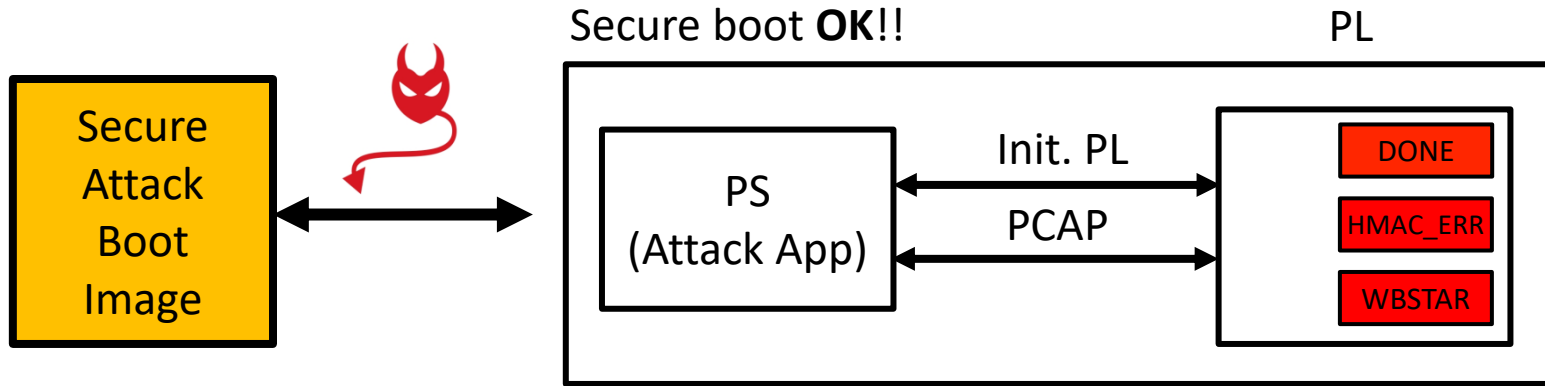 Secure boot OK!!
PL
Secure
Attack
Boot
Image
PS
(Attack App)
Init. PL
PCAP
DONE
HMAC_ERR
WBSTAR